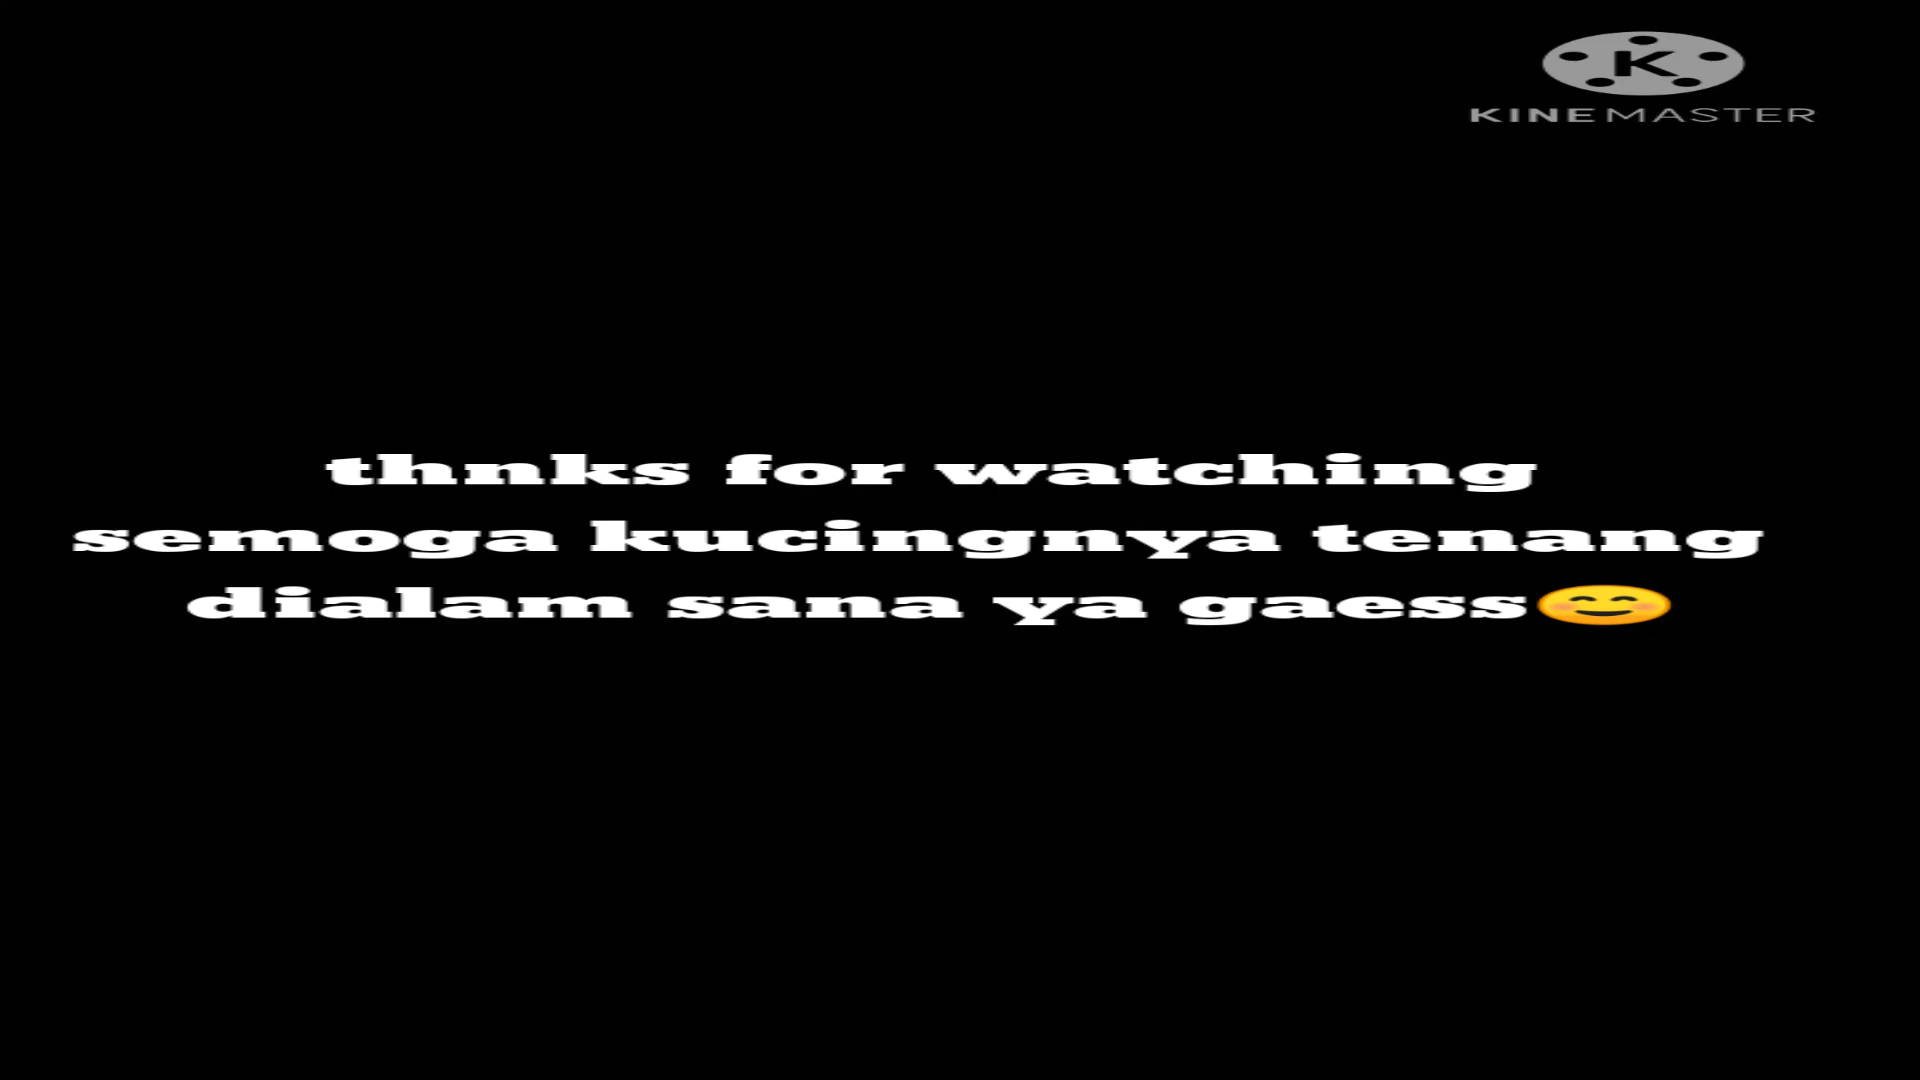 K
KINEMASTER
thnks for watching
semoga kucingnya tenang
dialam sana ya gaess😊